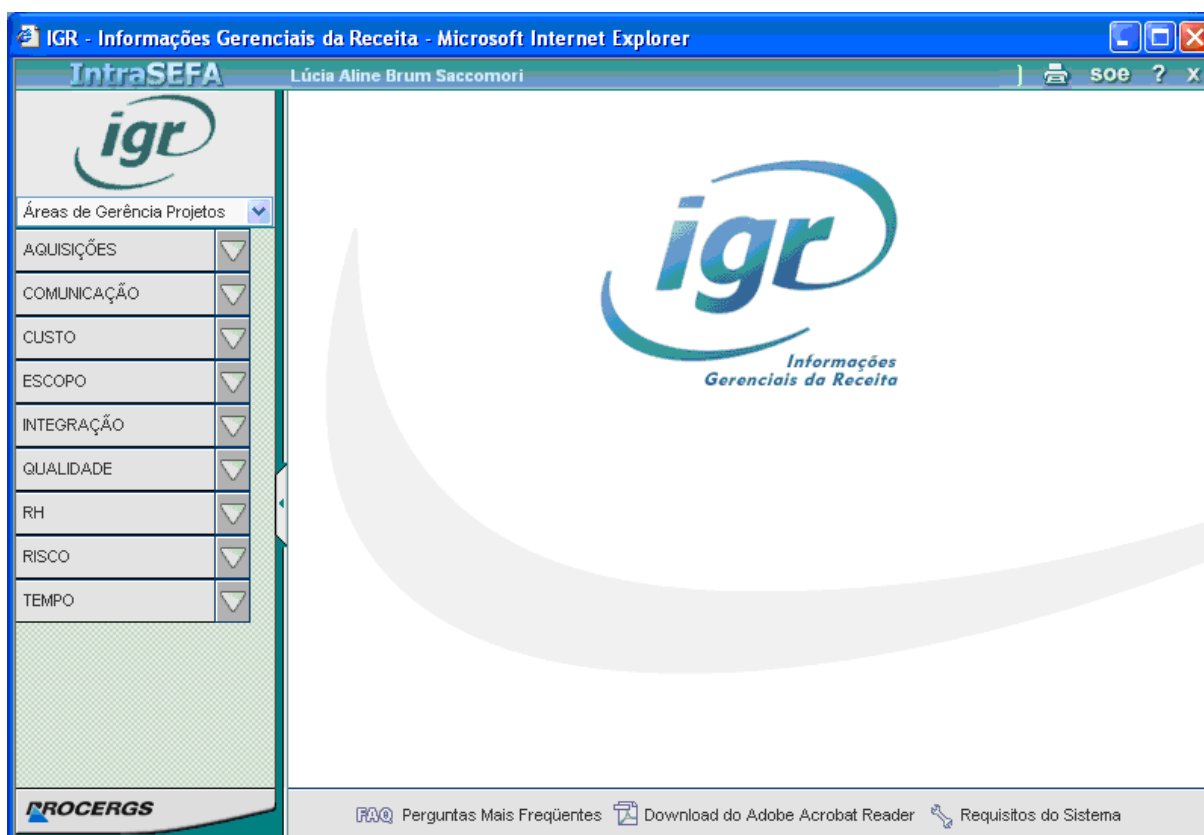 IGR - Informações Gerenciais da Receita - Microsoft Internet Explorer
IntraSEFA Lúcia Aline Brum Saccomori soe ? x
igr
Áreas de Gerência Projetos
AQUISIÇÕES
COMUNICAÇÃO
CUSTO
ESCOPO
INTEGRAÇÃO
QUALIDADE
RH
RISCO
TEMPO
igr
Informações
Gerenciais da Receita
PROCERGS
FAQ Perguntas Mais Freqüentes Download do Adobe Acrobat Reader Requisitos do Sistema